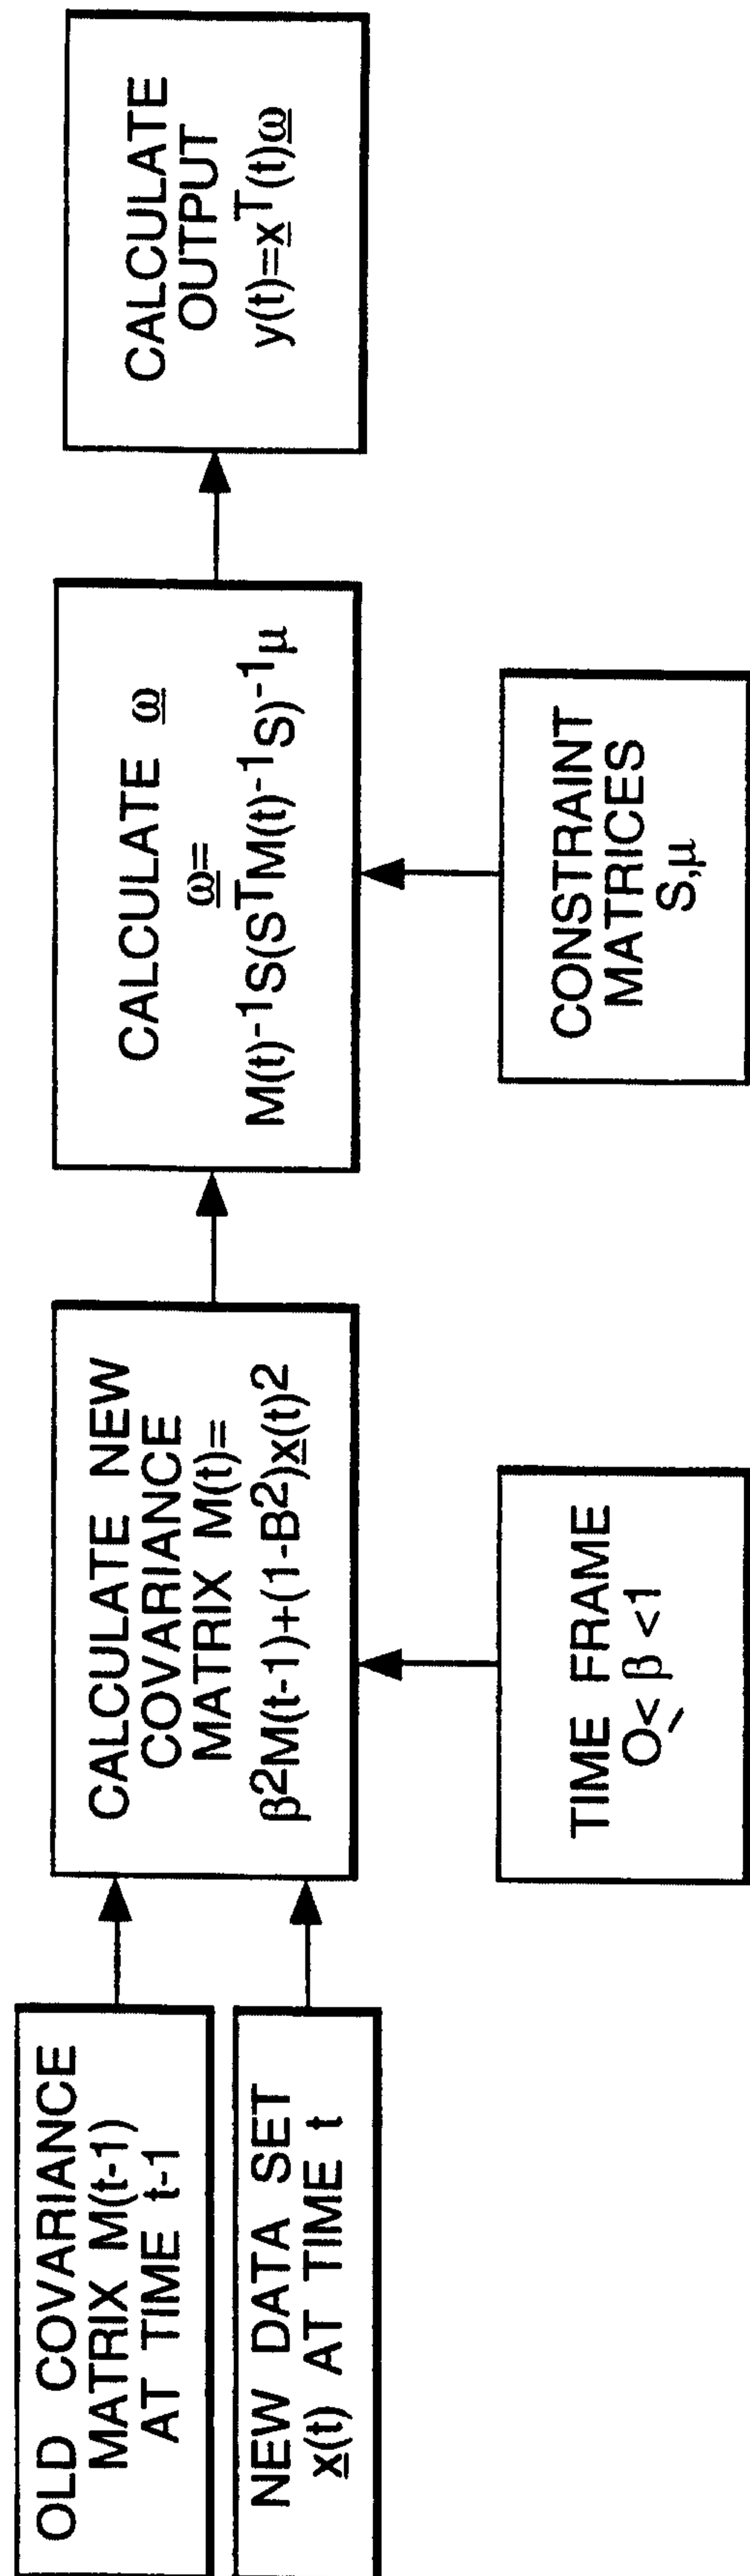 OLD COVARIANCE
MATRIX M(t-1)
AT TIME t-1
NEW DATA SET
x(t) AT TIME t
CALCULATE NEW
COVARIANCE
MATRIX M(t)=
β²M(t-1)+(1-B²)x(t)²
TIME FRAME
O≤ β <1
CALCULATE ω
ω=
M(t)⁻¹S(SᵀM(t)⁻¹S)⁻¹μ
CONSTRAINT
MATRICES
S,μ
CALCULATE
OUTPUT
y(t)=xᵀ(t)ω